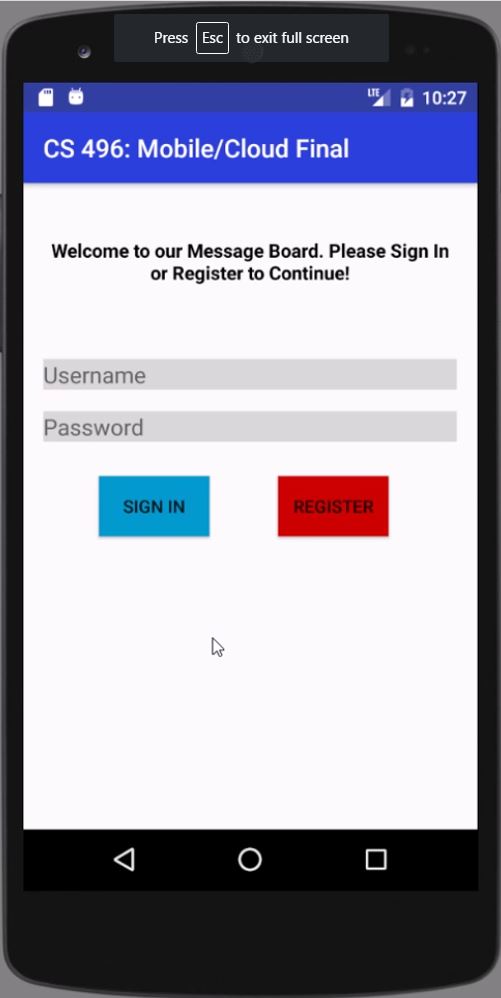 Press Esc to exit full screen
LTE 10:27
CS 496: Mobile/Cloud Final
Welcome to our Message Board. Please Sign In
or Register to Continue!
Username
Password
SIGN IN REGISTER